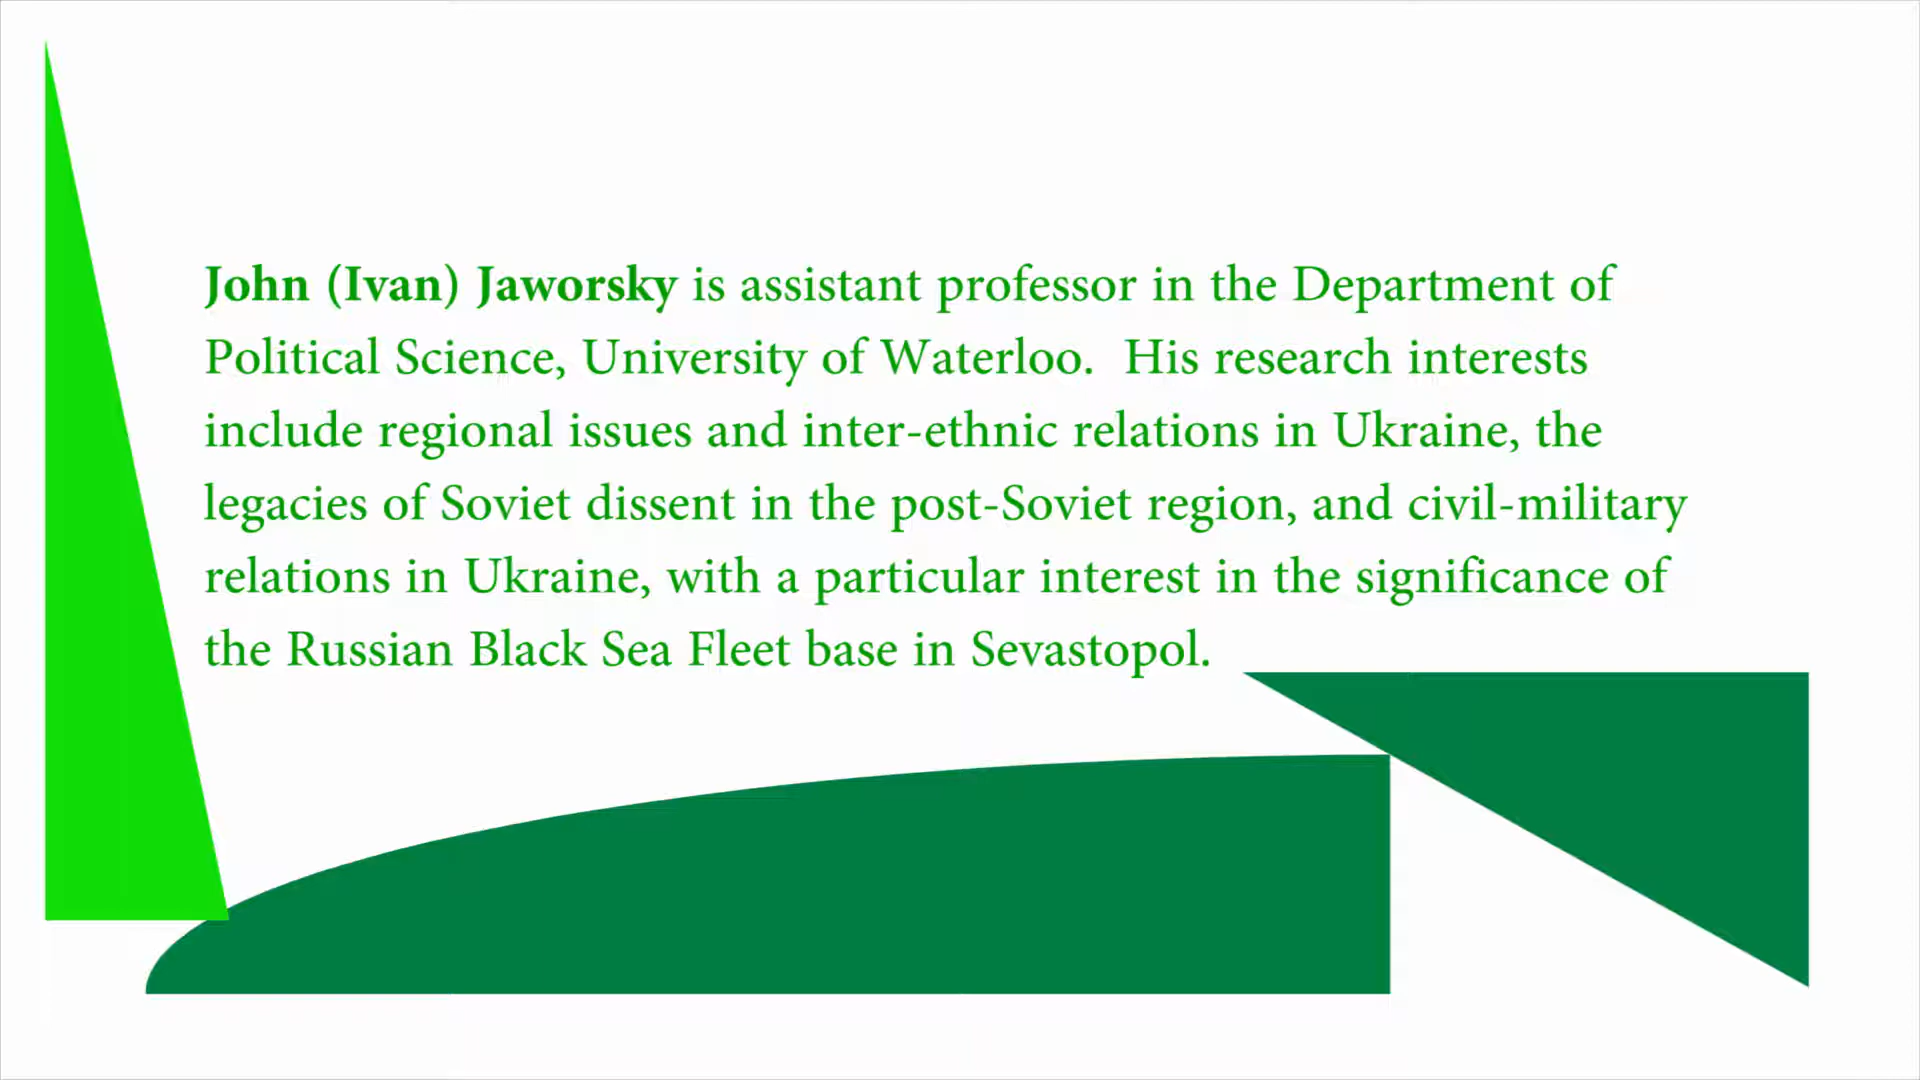 John (Ivan) Jaworsky is assistant professor in the Department of
Political Science, University of Waterloo.  His research interests
include regional issues and inter-ethnic relations in Ukraine, the
legacies of Soviet dissent in the post-Soviet region, and civil-military
relations in Ukraine, with a particular interest in the significance of
the Russian Black Sea Fleet base in Sevastopol.